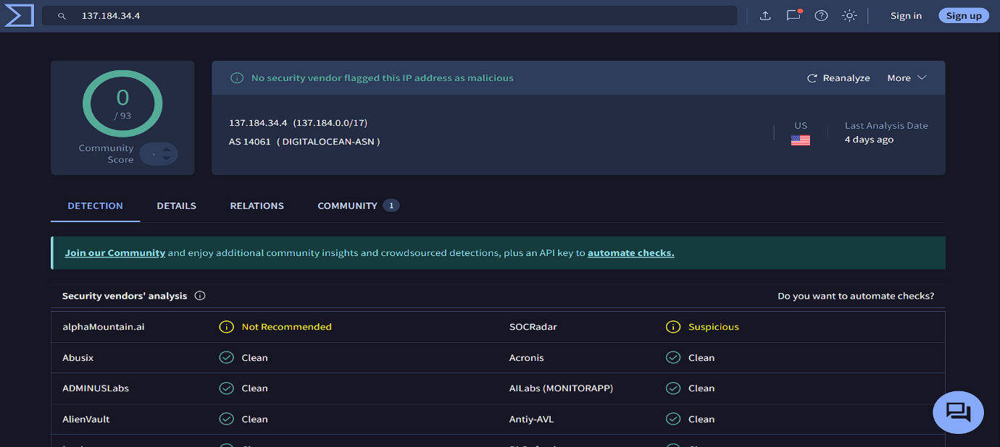 137.184.34.4
Sign in
Sign up
0
/ 93
Community
Score
No security vendor flagged this IP address as malicious
Reanalyze
More
137.184.34.4 (137.184.0.0/17)
AS 14061 ( DIGITALOCEAN-ASN )
US
Last Analysis Date
4 days ago
DETECTION
DETAILS
RELATIONS
COMMUNITY 1
Join our Community and enjoy additional community insights and crowdsourced detections, plus an API key to automate checks.
Security vendors' analysis
Do you want to automate checks?
alphaMountain.ai Not Recommended SOCRadar Suspicious
Abusix Clean Acronis Clean
ADMINUSLabs Clean AILabs (MONITORAPP) Clean
AlienVault Clean Antiy-AVL Clean